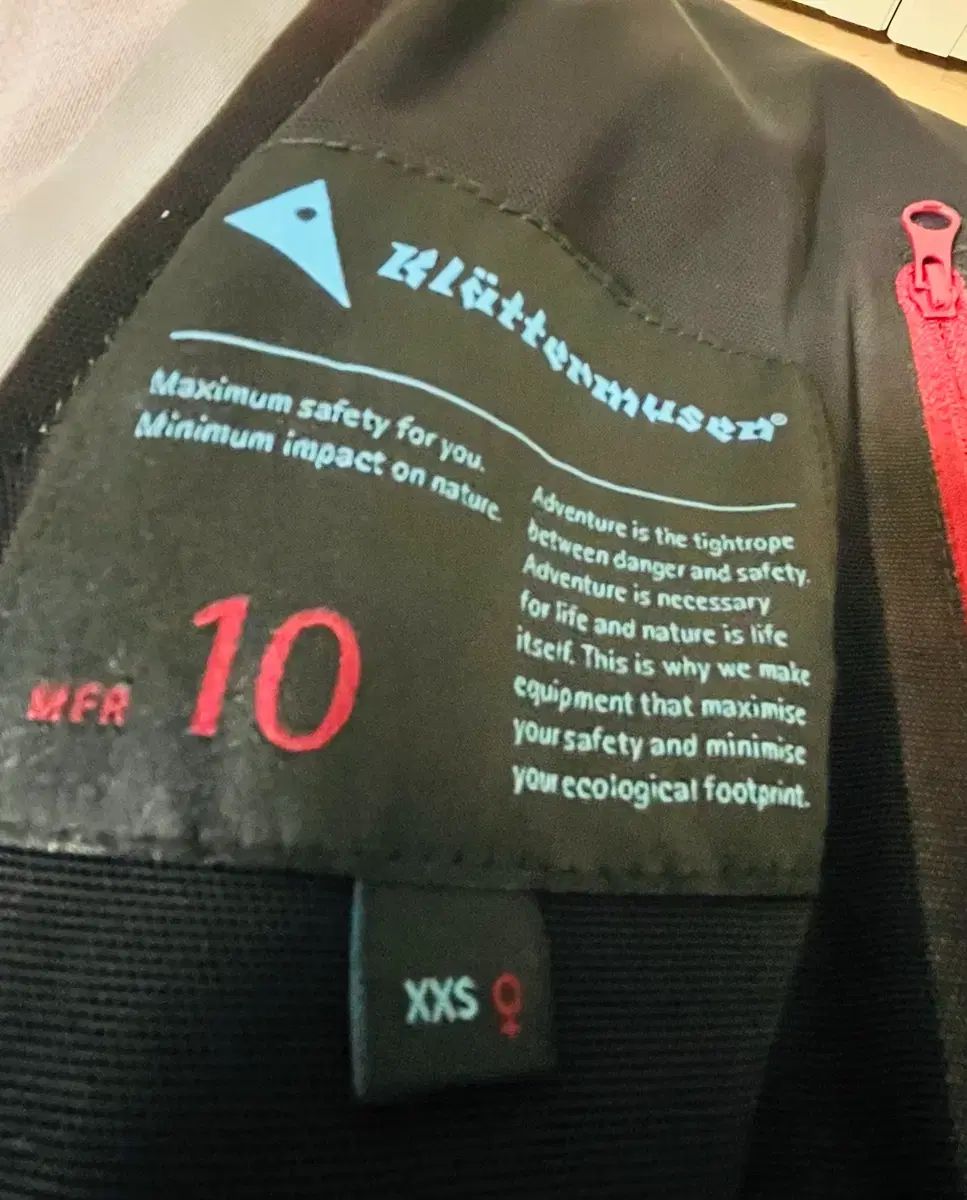 Klättermusen®
Maximum safety for you.
Minimum impact on nature.
Adventure is the tightrope
between danger and safety.
Adventure is necessary
for life and nature is life
itself. This is why we make
equipment that maximise
your safety and minimise
your ecological footprint.
MFR 10
XXS ♀